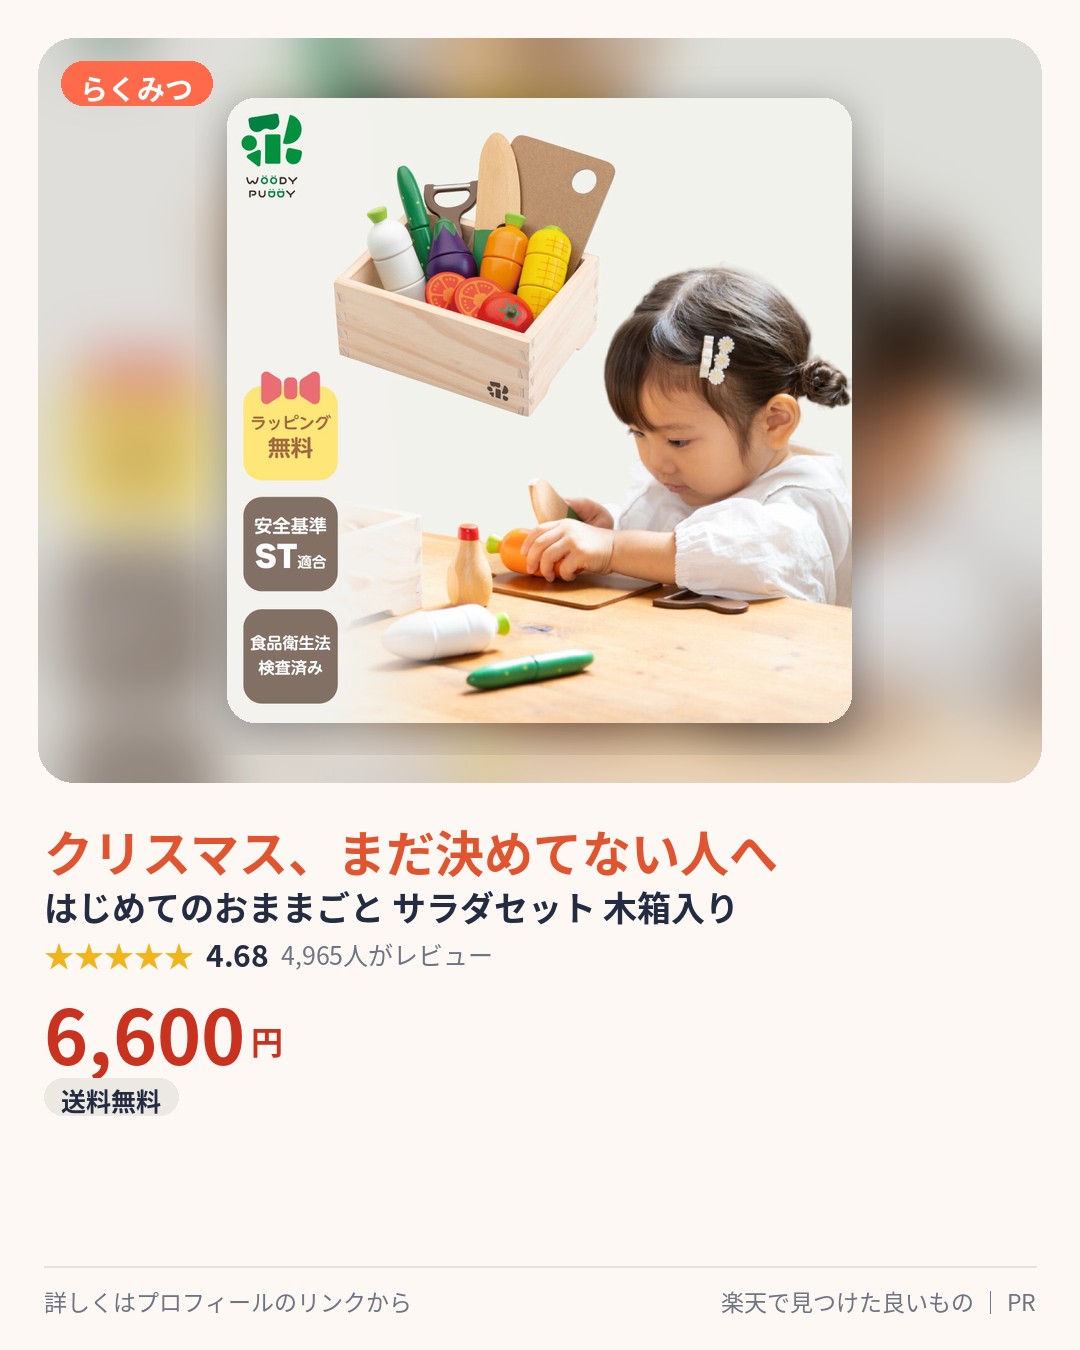 らくみつ
WOODY
PUDDY
ラッピング
無料
安全基準
ST適合
食品衛生法
検査済み
クリスマス、まだ決めてない人へ
はじめてのおままごと サラダセット 木箱入り
★★★★★ 4.68 4,965人がレビュー
6,600円
送料無料
詳しくはプロフィールのリンクから
楽天で見つけた良いもの | PR